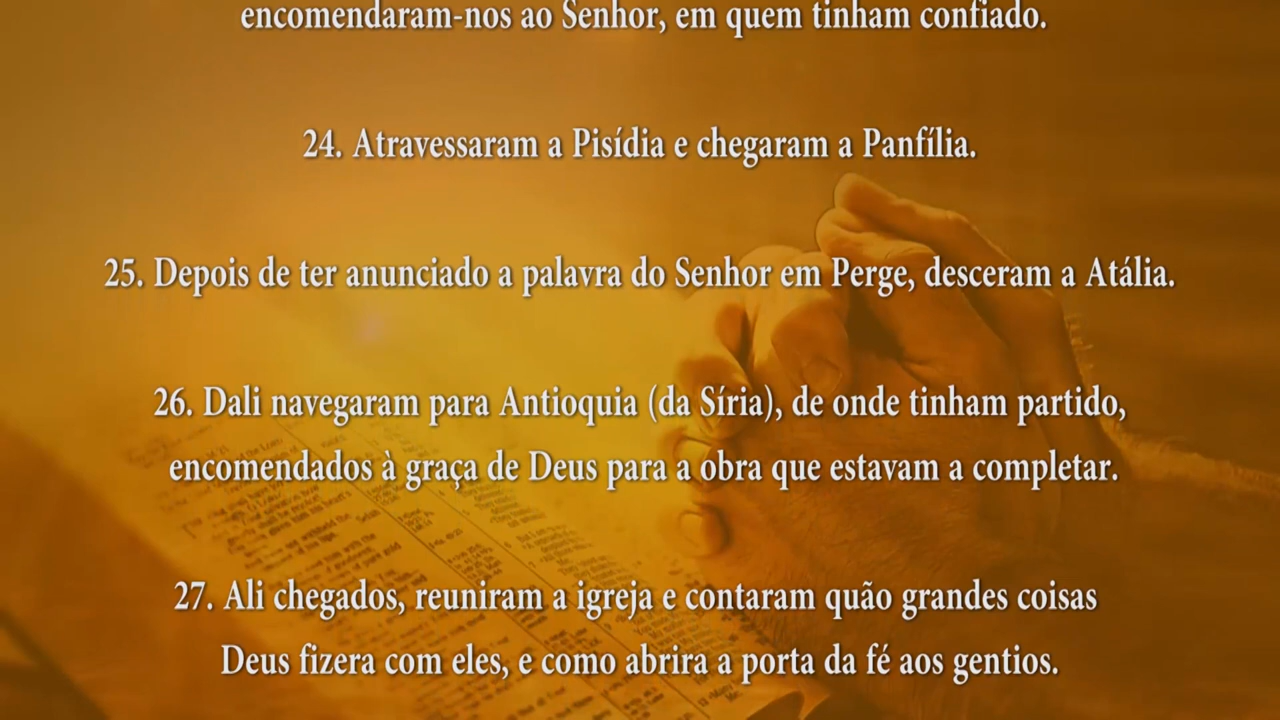 encomendaram-nos ao Senhor, em quem tinham confiado.
24. Atravessaram a Pisídia e chegaram a Panfília.
25. Depois de ter anunciado a palavra do Senhor em Perge, desceram a Atália.
26. Dali navegaram para Antioquia (da Síria), de onde tinham partido,
encomendados à graça de Deus para a obra que estavam a completar.
27. Ali chegados, reuniram a igreja e contaram quão grandes coisas
Deus fizera com eles, e como abrira a porta da fé aos gentios.